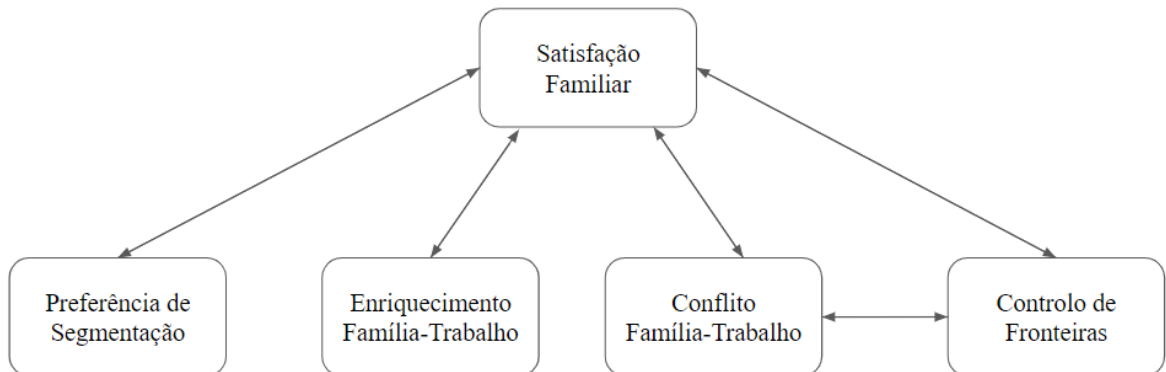 Satisfação
Familiar
Preferência de
Segmentação
Enriquecimento
Família-Trabalho
Conflito
Família-Trabalho
Controlo de
Fronteiras